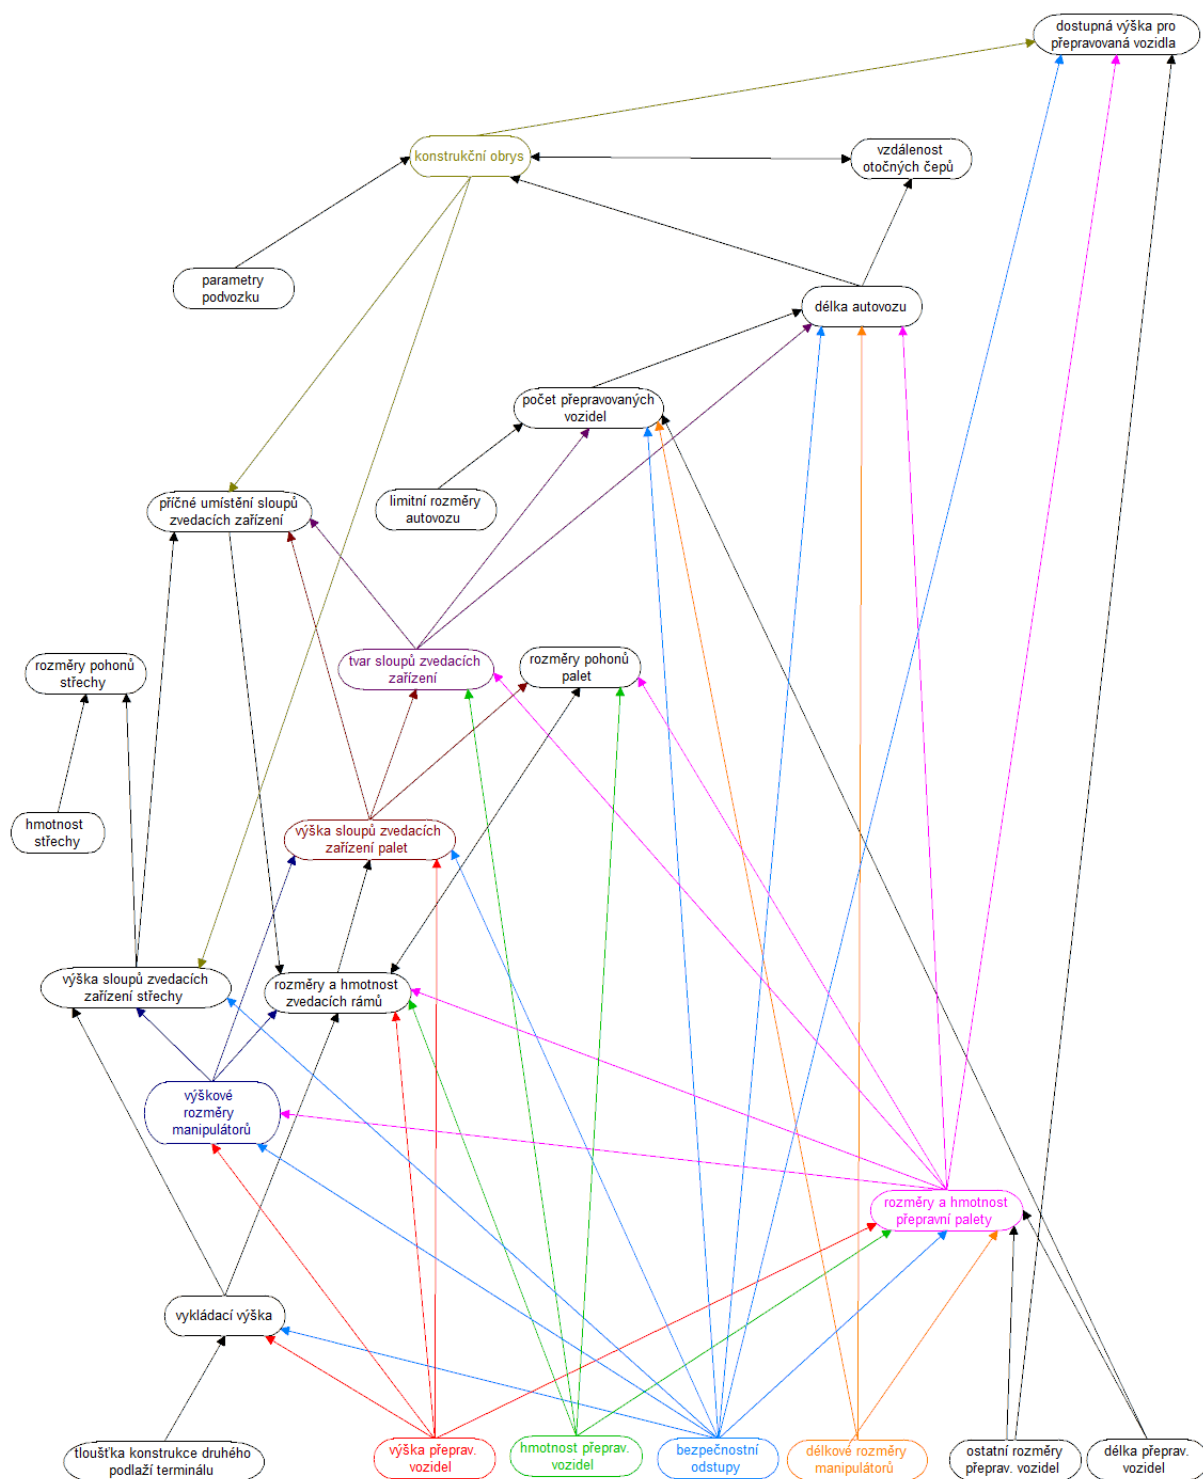 dostupná výška pro
přepravovaná vozidla
konstrukční obrys
vzdálenost
otočných čepů
parametry
podvozku
délka autovozu
počet přepravovaných
vozidel
příčné umístění sloupů
zvedacích zařízení
limitní rozměry
autovozu
rozměry pohonů
střechy
tvar sloupů zvedacích
zařízení
rozměry pohonů
palet
hmotnost
střechy
výška sloupů zvedacích
zařízení palet
výška sloupů zvedacích
zařízení střechy
rozměry a hmotnost
zvedacích rámů
výškové
rozměry
manipulátorů
rozměry a hmotnost
přepravní palety
vykládací výška
tloušťka konstrukce druhého
podlaží terminálu
výška přeprav.
vozidel
hmotnost přeprav.
vozidel
bezpečnostní
odstupy
délkové rozměry
manipulátorů
ostatní rozměry
přeprav. vozidel
délka přeprav.
vozidel